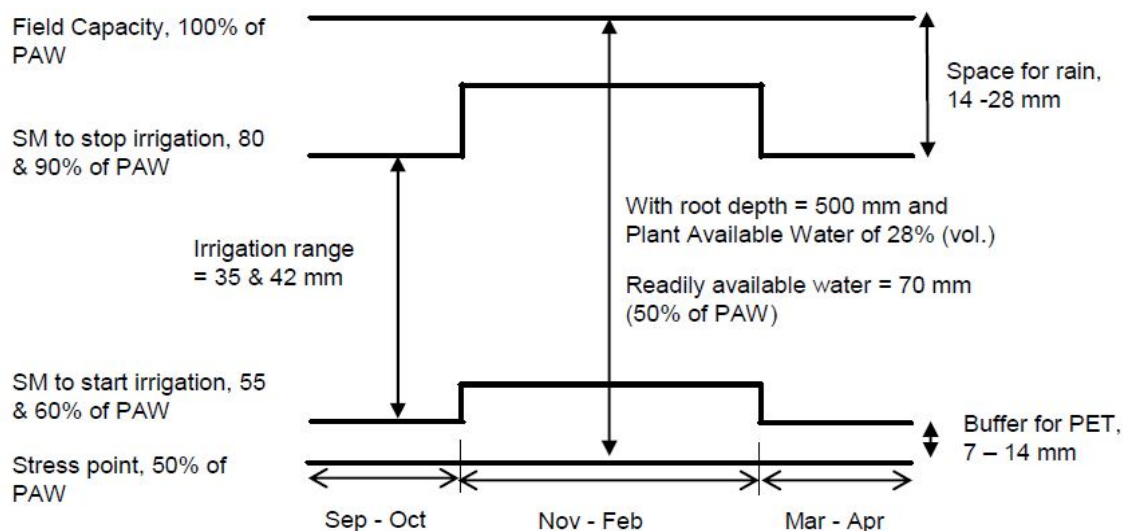 Field Capacity, 100% of
PAW
Space for rain,
14 -28 mm
SM to stop irrigation, 80
& 90% of PAW
With root depth = 500 mm and
Plant Available Water of 28% (vol.)
Irrigation range
= 35 & 42 mm
Readily available water = 70 mm
(50% of PAW)
SM to start irrigation, 55
& 60% of PAW
Buffer for PET,
7 – 14 mm
Stress point, 50% of
PAW
Sep - Oct
Nov - Feb
Mar - Apr